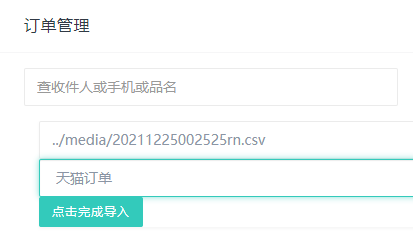 订单管理
查收件人或手机或品名
../media/20211225002525rn.csv
天猫订单
点击完成导入